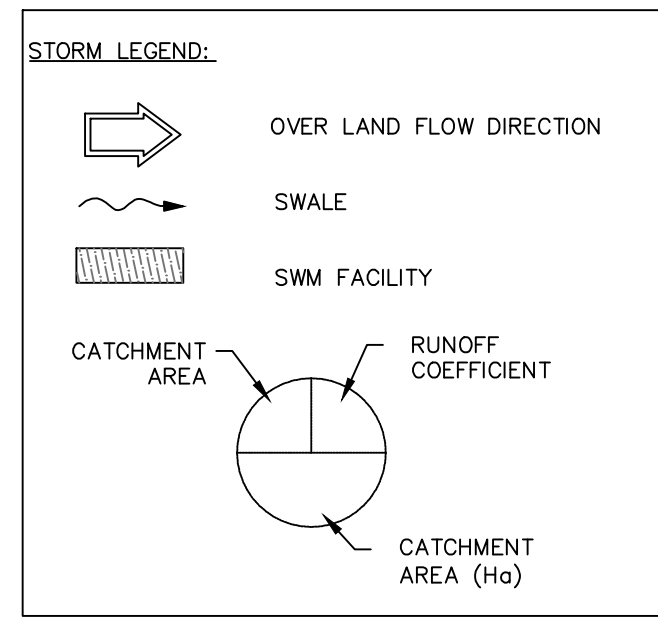 STORM LEGEND:
OVER LAND FLOW DIRECTION
SWALE
SWM FACILITY
CATCHMENT
AREA
RUNOFF
COEFFICIENT
CATCHMENT
AREA (Ha)